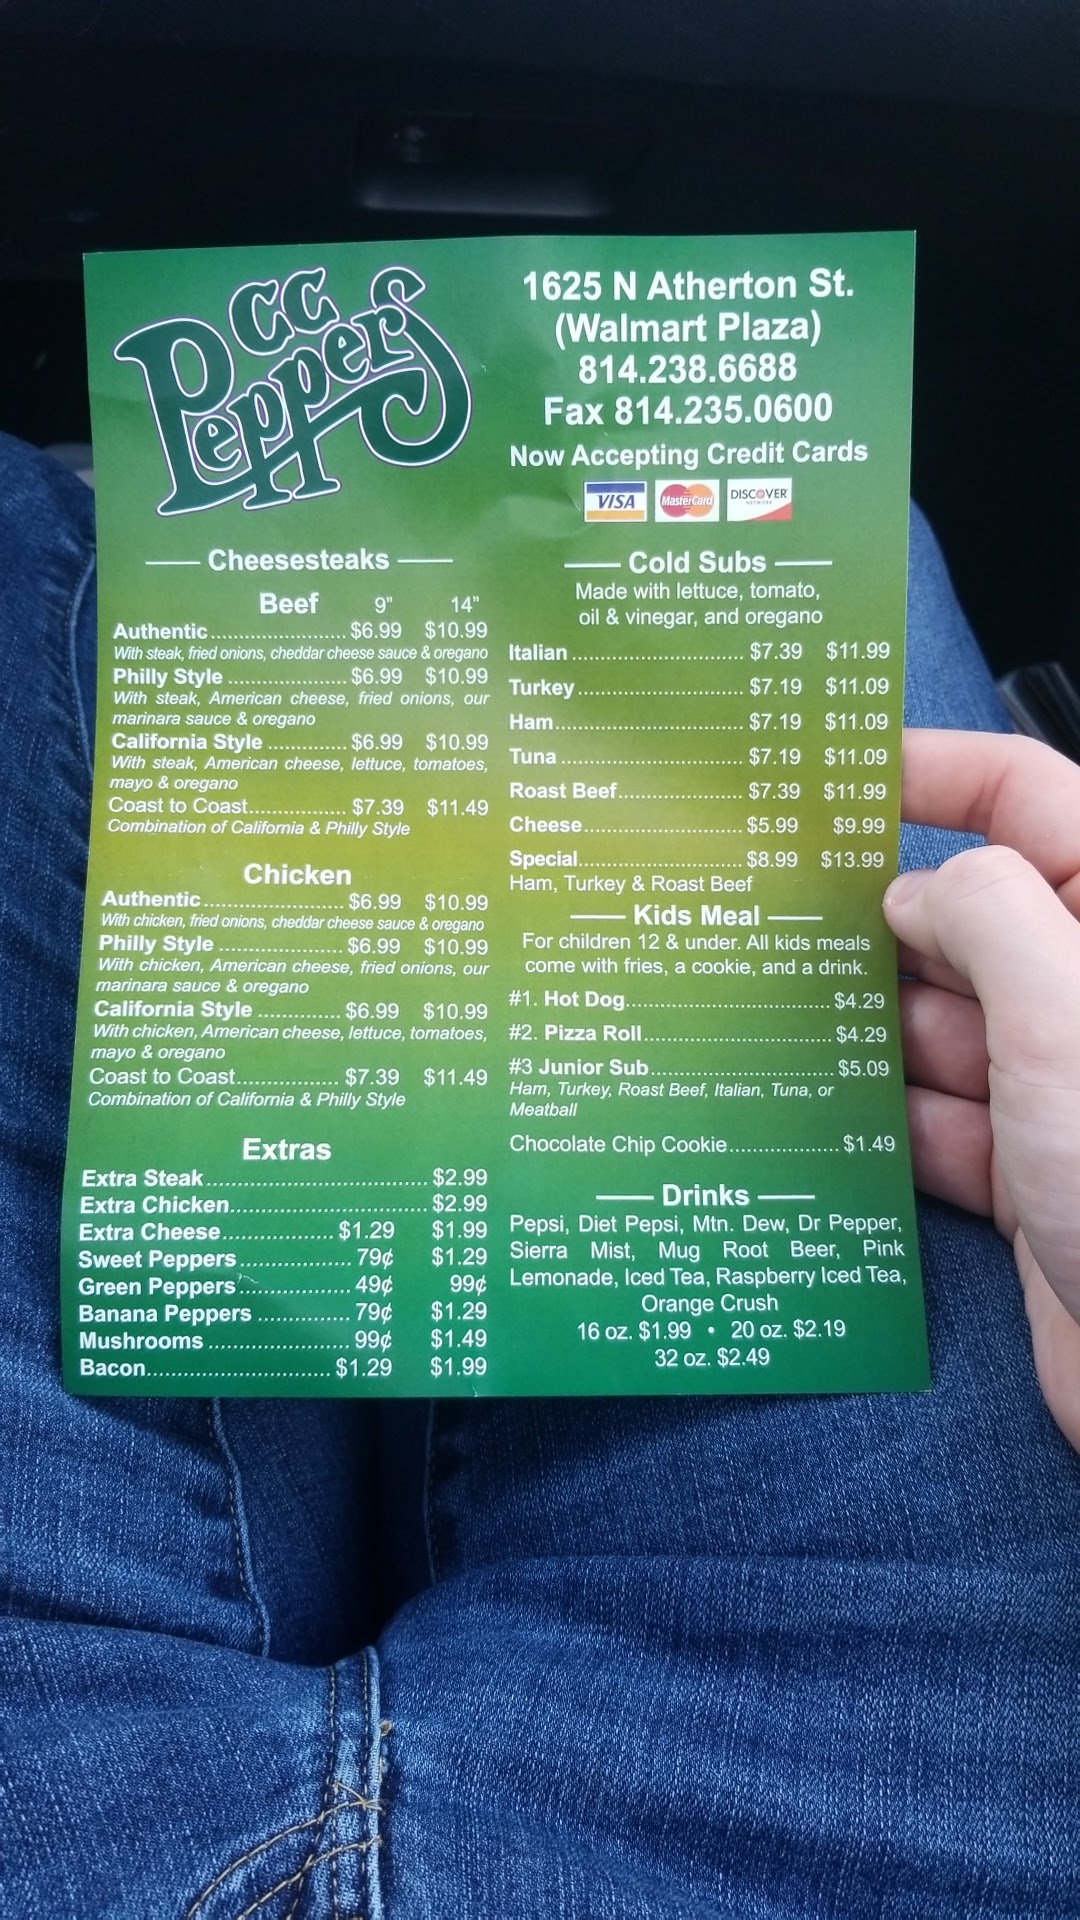 CC
Peppers
1625 N Atherton St.
(Walmart Plaza)
814.238.6688
Fax 814.235.0600
Now Accepting Credit Cards
VISA MasterCard DISCOVER
NETWORK
Cheesesteaks
Beef 9" 14"
Authentic........................ $6.99 $10.99
With steak, fried onions, cheddar cheese sauce & oregano
Philly Style .....................$6.99 $10.99
With steak, American cheese, fried onions, our
marinara sauce & oregano
California Style ..............$6.99 $10.99
With steak, American cheese, lettuce, tomatoes,
mayo & oregano
Coast to Coast................. $7.39 $11.49
Combination of California & Philly Style
Chicken
Authentic........................ $6.99 $10.99
With chicken, fried onions, cheddar cheese sauce & oregano
Philly Style ..................... $6.99 $10.99
With chicken, American cheese, fried onions, our
marinara sauce & oregano
California Style .............. $6.99 $10.99
With chicken, American cheese, lettuce, tomatoes,
mayo & oregano
Coast to Coast.................. $7.39 $11.49
Combination of California & Philly Style
Extras
Extra Steak...................................... $2.99
Extra Chicken.................................. $2.99
Extra Cheese................... $1.29 $1.99
Sweet Peppers................... 79¢ $1.29
Green Peppers................... 49¢ 99¢
Banana Peppers ............... 79¢ $1.29
Mushrooms ........................ 99¢ $1.49
Bacon................................ $1.29 $1.99
Cold Subs
Made with lettuce, tomato,
oil & vinegar, and oregano
Italian ............................. $7.39 $11.99
Turkey............................ $7.19 $11.09
Ham................................ $7.19 $11.09
Tuna ............................... $7.19 $11.09
Roast Beef..................... $7.39 $11.99
Cheese........................... $5.99 $9.99
Special............................ $8.99 $13.99
Ham, Turkey & Roast Beef
Kids Meal
For children 12 & under. All kids meals
come with fries, a cookie, and a drink.
#1. Hot Dog................................... $4.29
#2. Pizza Roll................................ $4.29
#3 Junior Sub............................... $5.09
Ham, Turkey, Roast Beef, Italian, Tuna, or
Meatball
Chocolate Chip Cookie................... $1.49
Drinks
Pepsi, Diet Pepsi, Mtn. Dew, Dr Pepper,
Sierra Mist, Mug Root Beer, Pink
Lemonade, Iced Tea, Raspberry Iced Tea,
Orange Crush
16 oz. $1.99 • 20 oz. $2.19
32 oz. $2.49